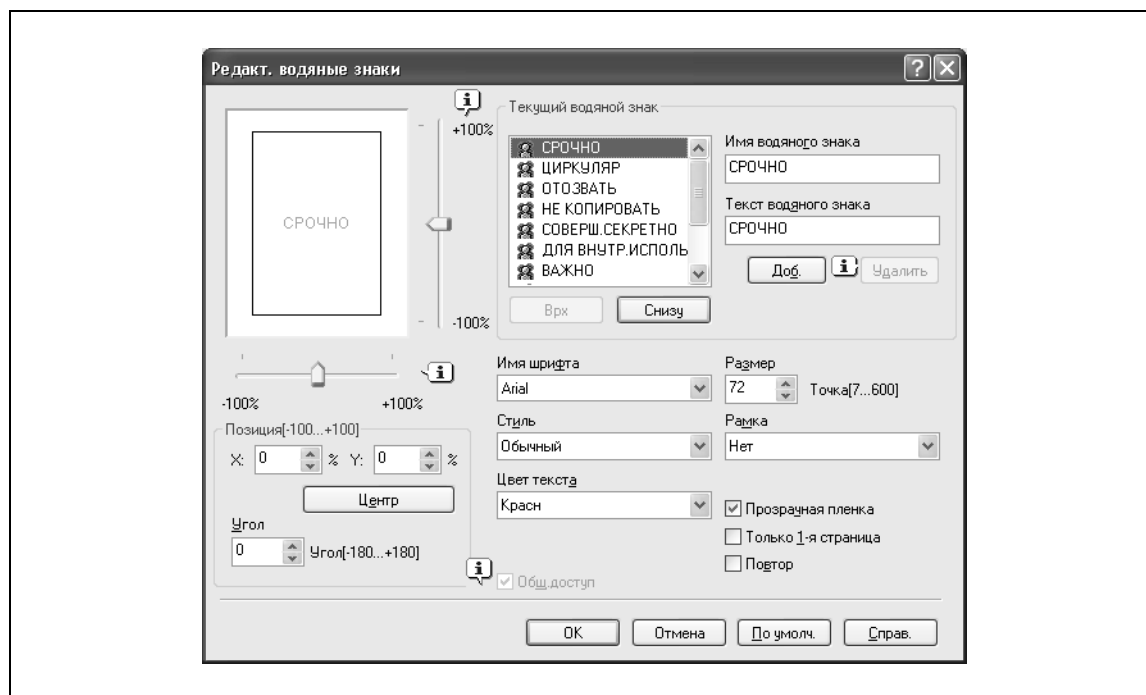 Редакт. водяные знаки
СРОЧНО
+100%
-100%
-100%
+100%
Позиция[-100...+100]
X: 0 % Y: 0 %
Центр
Угол
0 Угол[-180...+180]
Текущий водяной знак
СРОЧНО
ЦИРКУЛЯР
ОТОЗВАТЬ
НЕ КОПИРОВАТЬ
СОВЕРШ.СЕКРЕТНО
ДЛЯ ВНУТР.ИСПОЛЬ
ВАЖНО
Врх
Снизу
Имя водяного знака
СРОЧНО
Текст водяного знака
СРОЧНО
Доб.
Удалить
Имя шрифта
Arial
Размер
72 Точка[7...600]
Стиль
Обычный
Рамка
Нет
Цвет текста
Красн
Прозрачная пленка
Только 1-я страница
Повтор
Общ.доступ
OK
Отмена
По умолч.
Справ.